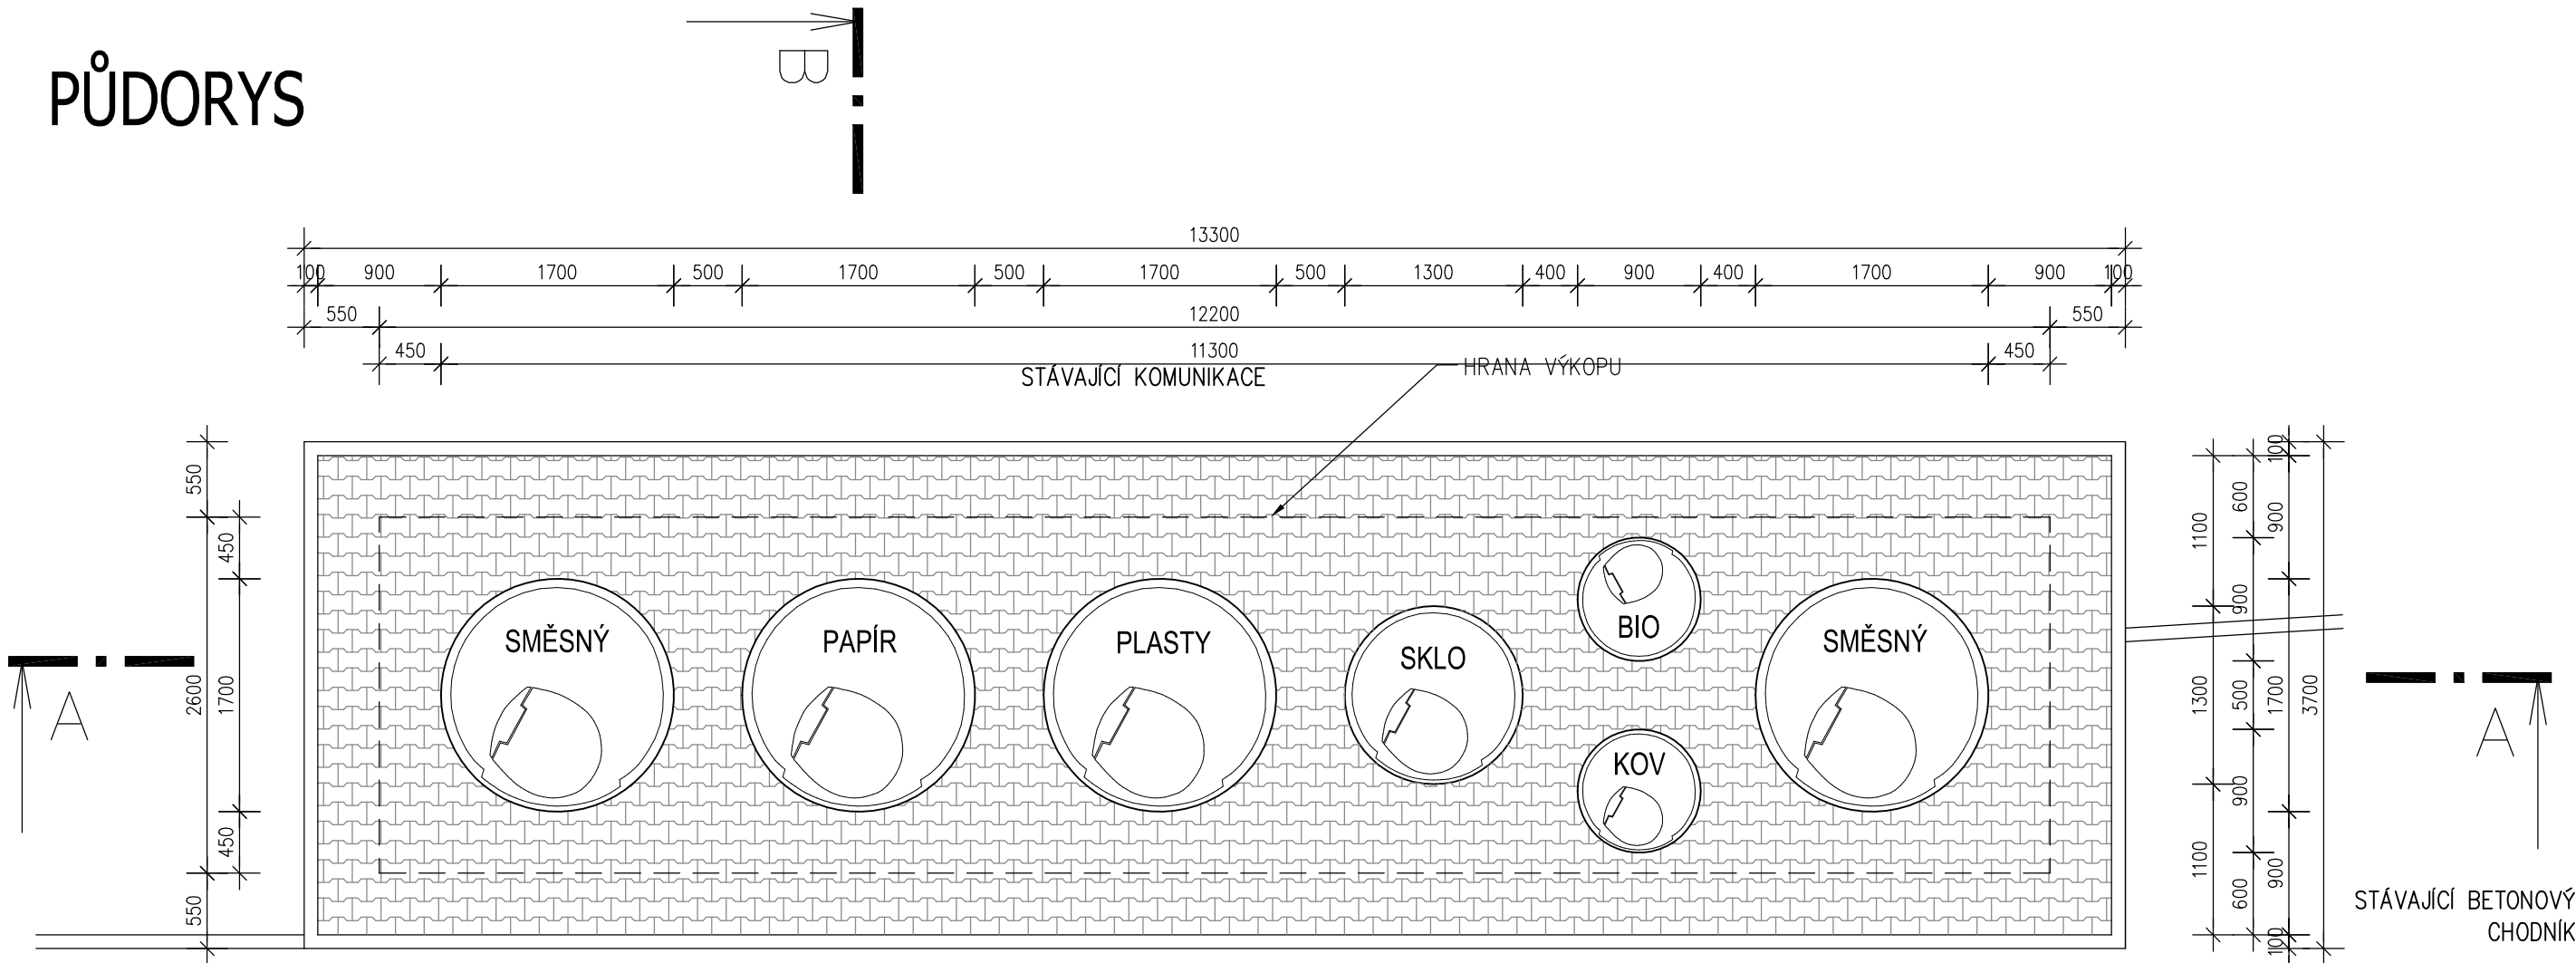 B
PŮDORYS
13300
100 900 1700 500 1700 500 1700 500 1300 400 900 400 1700 900 100
550 12200 550
450 11300 450
STÁVAJÍCÍ KOMUNIKACE
HRANA VÝKOPU
550
2600
550
450
1700
450
A
SMĚSNÝ
PAPÍR
PLASTY
SKLO
BIO
KOV
SMĚSNÝ
1100
1300
1100
600
900
500
900
600
100
900
1700
900
100
3700
A
STÁVAJÍCÍ BETONOVÝ
CHODNÍK